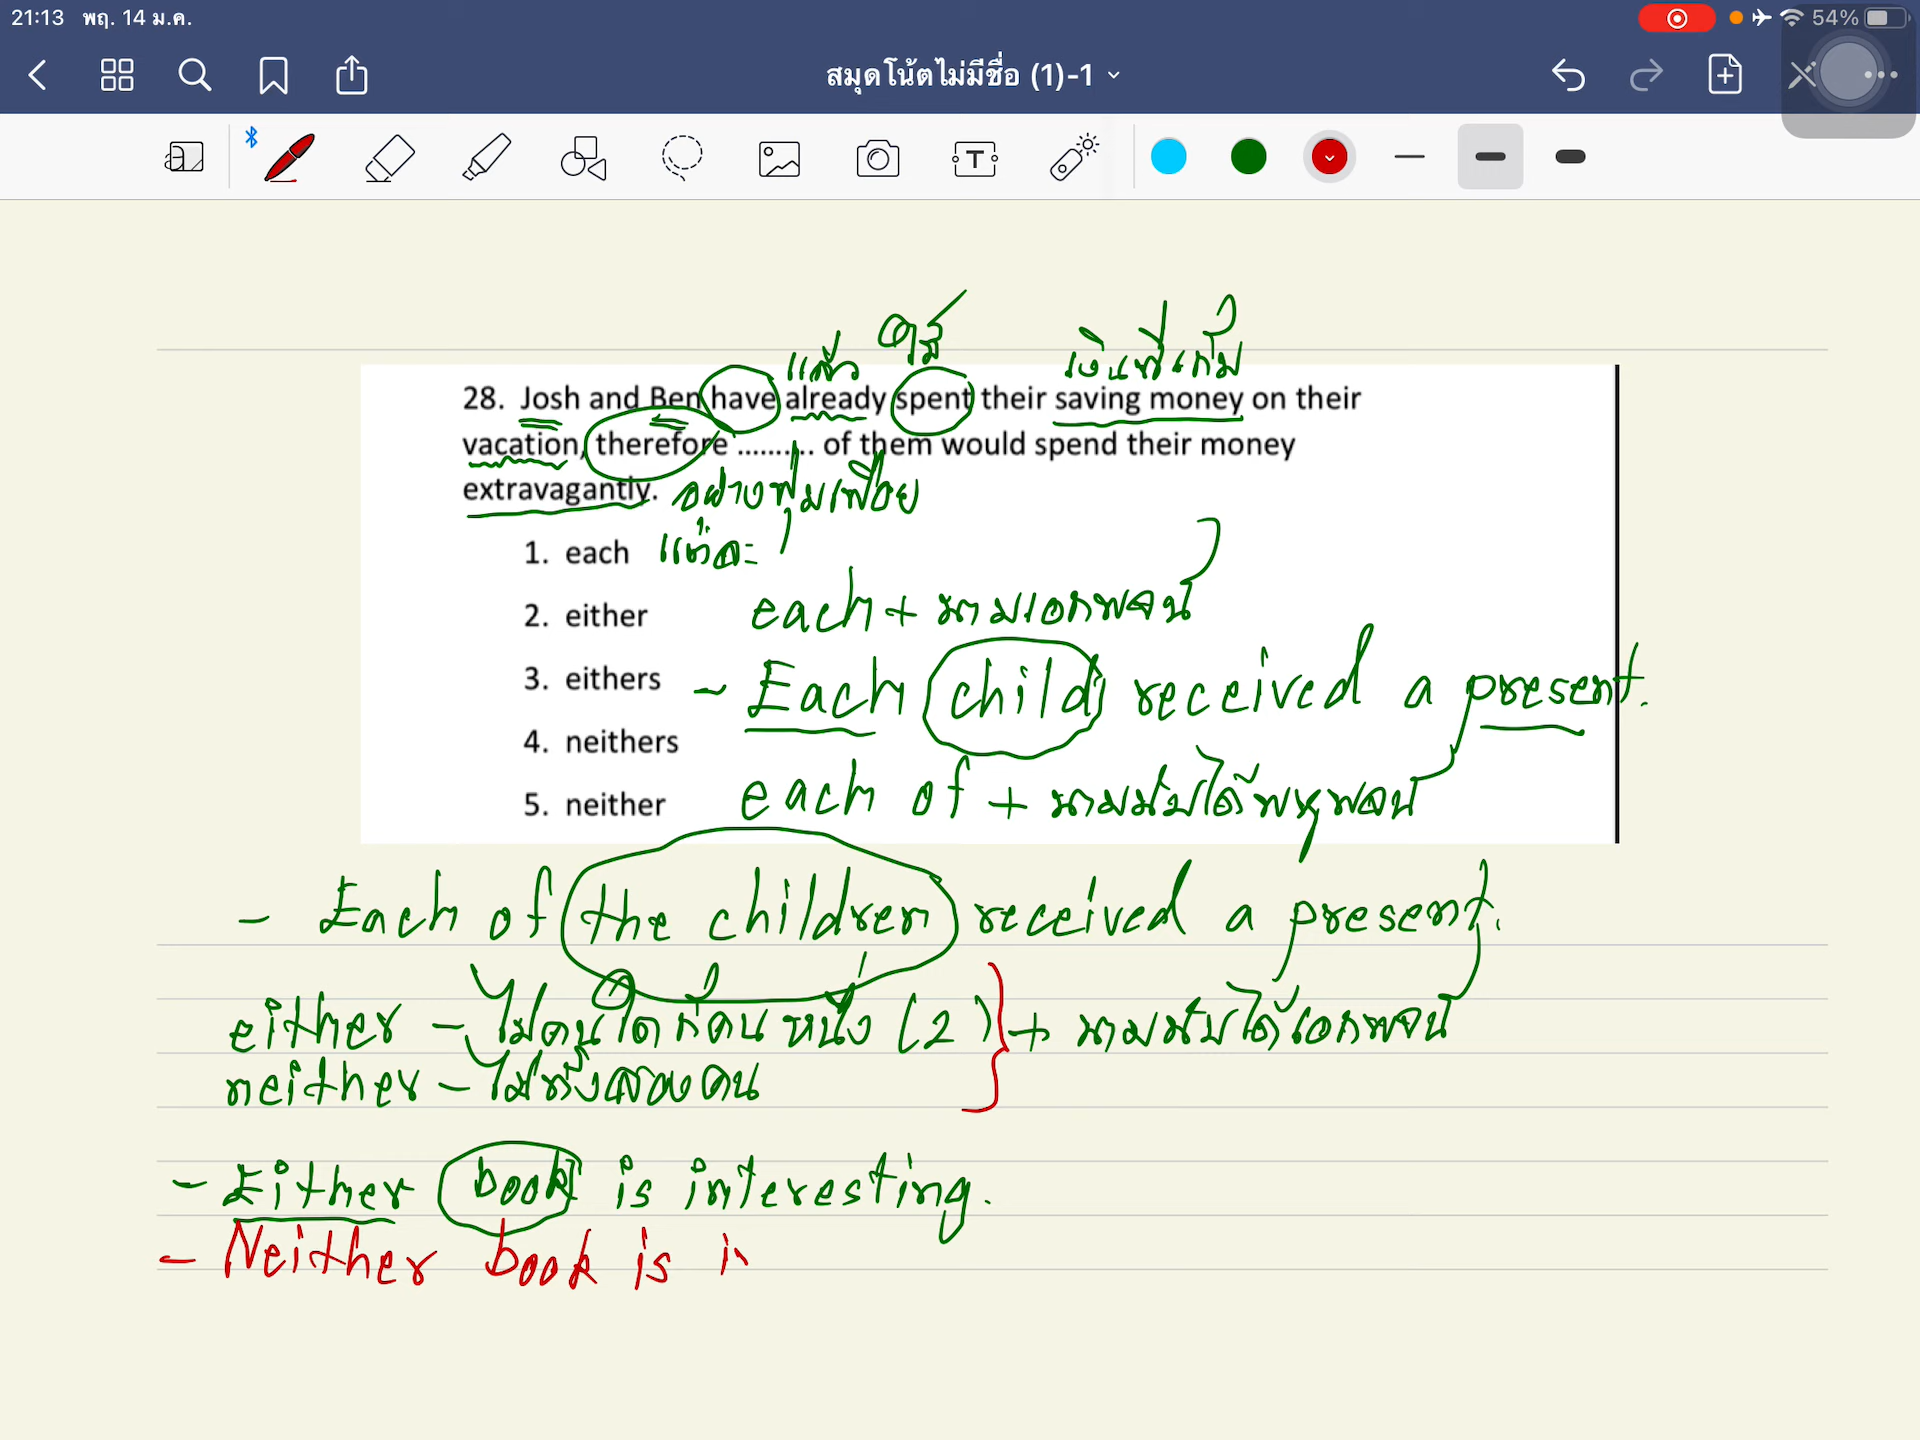 21:13 พฤ. 14 ม.ค.
54%
สมุดโน้ตไม่มีชื่อ (1)-1
แล้ว ใช้ เงินที่เก็บ
28. Josh and Ben have already spent their saving money on their
vacation, therefore .......... of them would spend their money
extravagantly. อย่างฟุ่มเฟือย
1. each แต่ละ
2. either each + นามเอกพจน์
3. eithers - Each child received a present.
4. neithers
5. neither each of + นามนับได้พหูพจน์
- Each of the children received a present.
either - ไม่คนใดก็คนหนึ่ง (2) + นามนับได้เอกพจน์
neither - ไม่ทั้งสองคน
- Either book is interesting.
- Neither book is i